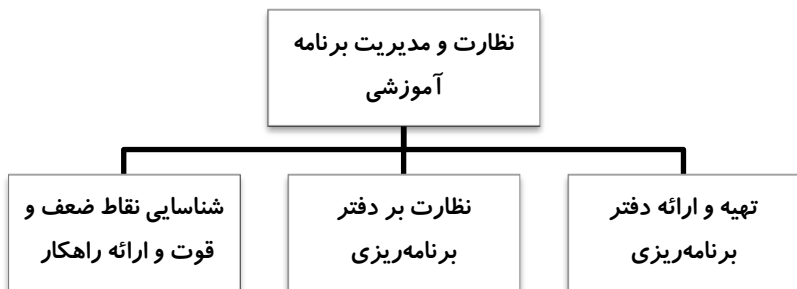 نظارت و مدیریت برنامه
آموزشی
تهیه و ارائه دفتر
برنامه‌ریزی
نظارت بر دفتر
برنامه‌ریزی
شناسایی نقاط ضعف و
قوت و ارائه راهکار